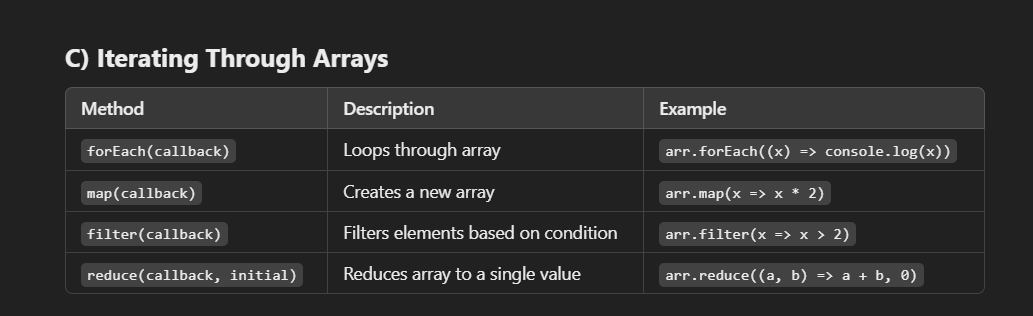 C) Iterating Through Arrays
Method Description Example
forEach(callback) Loops through array arr.forEach((x) => console.log(x))
map(callback) Creates a new array arr.map(x => x * 2)
filter(callback) Filters elements based on condition arr.filter(x => x > 2)
reduce(callback, initial) Reduces array to a single value arr.reduce((a, b) => a + b, 0)